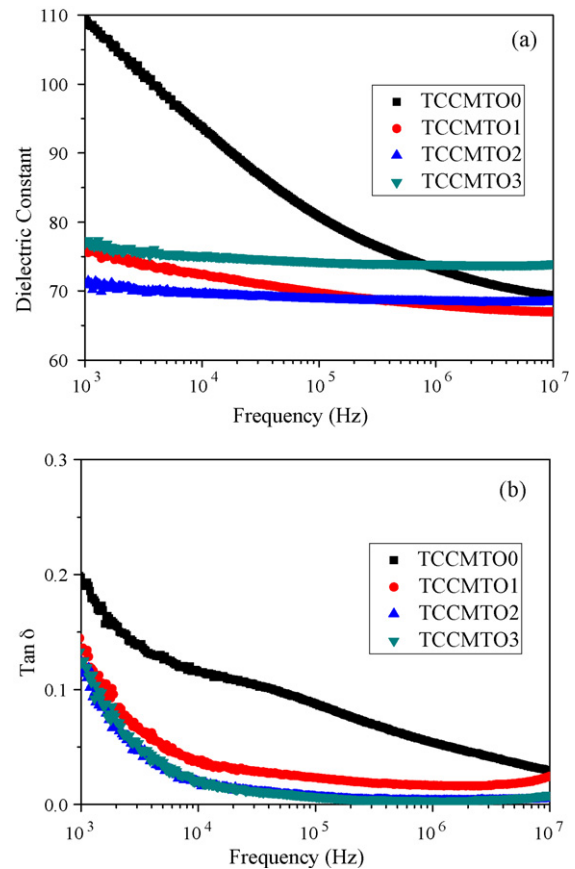 (a)
110
100
90
80
70
60
Dielectric Constant
TCCMTO0
TCCMTO1
TCCMTO2
TCCMTO3
10^3 10^4 10^5 10^6 10^7
Frequency (Hz)
(b)
0.3
0.2
0.1
0.0
Tan δ
TCCMTO0
TCCMTO1
TCCMTO2
TCCMTO3
10^3 10^4 10^5 10^6 10^7
Frequency (Hz)